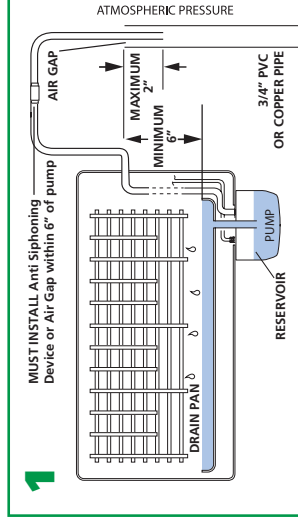 1
MUST INSTALL Anti Siphoning
Device or Air Gap within 6" of pump
ATMOSPHERIC PRESSURE
AIR GAP
MAXIMUM
2"
MINIMUM
6"
3/4" PVC
OR COPPER PIPE
DRAIN PAN
PUMP
RESERVOIR